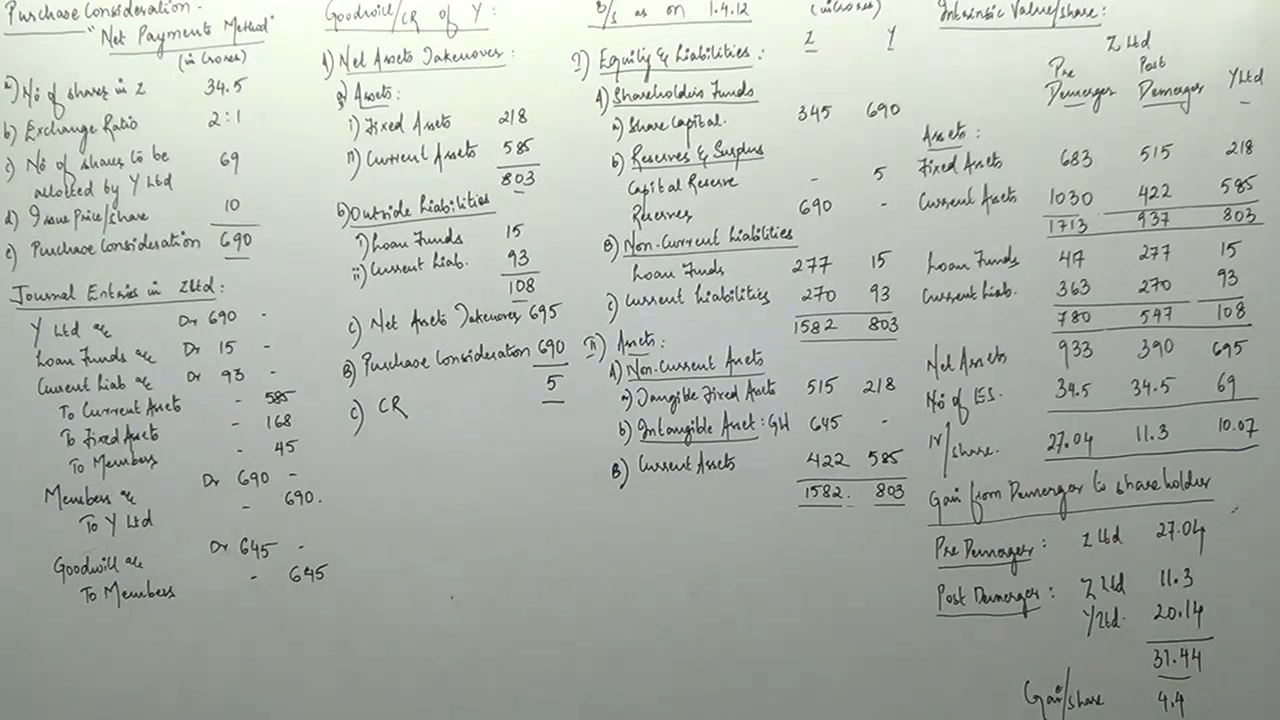 Purchase Consideration -
"Net Payments Method"
(in Crores)
a) No of shares in Z 34.5
b) Exchange Ratio 2:1
c) No of shares to be
allotted by Y Ltd 69
d) Issue Price/share 10
e) Purchase Consideration 690
Journal Entries in Z Ltd:
Y Ltd a/c Dr 690 -
Loan Funds a/c Dr 15 -
Current Liab a/c Dr 93 -
To Current Assets - 585
To Fixed Assets - 168
To Members - 45
Members a/c Dr 690 -
To Y Ltd - 690.
Goodwill a/c Dr 645 -
To Members - 645
Goodwill/CR of Y:
A) Net Assets Takenover:
a) Assets:
i) Fixed Assets 218
ii) Current Assets 585
803
b) Outside Liabilities
i) Loan Funds 15
ii) Current Liab. 93
108
c) Net Assets Takenover 695
B) Purchase Consideration 690
C) CR 5
B/S as on 1.4.12 (in Crores)
Z Y
I) Equity & Liabilities:
A) Shareholders Funds
a) Share Capital. 345 690
b) Reserves & Surplus
Capital Reserve - 5
Reserves 690 -
B) Non-Current Liabilities
Loan Funds 277 15
C) Current Liabilities 270 93
1582 803
II) Assets:
A) Non-Current Assets
a) Tangible Fixed Assets 515 218
b) Intangible Asset: GW 645 -
B) Current Assets 422 585
1582. 803
Intrinsic Value/share:
Z Ltd
Pre Demerger Post Demerger Y Ltd
Assets:
Fixed Assets 683 515 218
Current Assets 1030 422 585
1713 937 803
Loan Funds 417 277 15
Current Liab. 363 270 93
780 547 108
Net Assets 933 390 695
No of ES. 34.5 34.5 69
IV/share. 27.04 11.3 10.07
Gain from Demerger to shareholder
Pre Demerger: Z Ltd 27.04
Post Demerger: Z Ltd 11.3
Y Ltd. 20.14
31.44
Gain/share 4.4